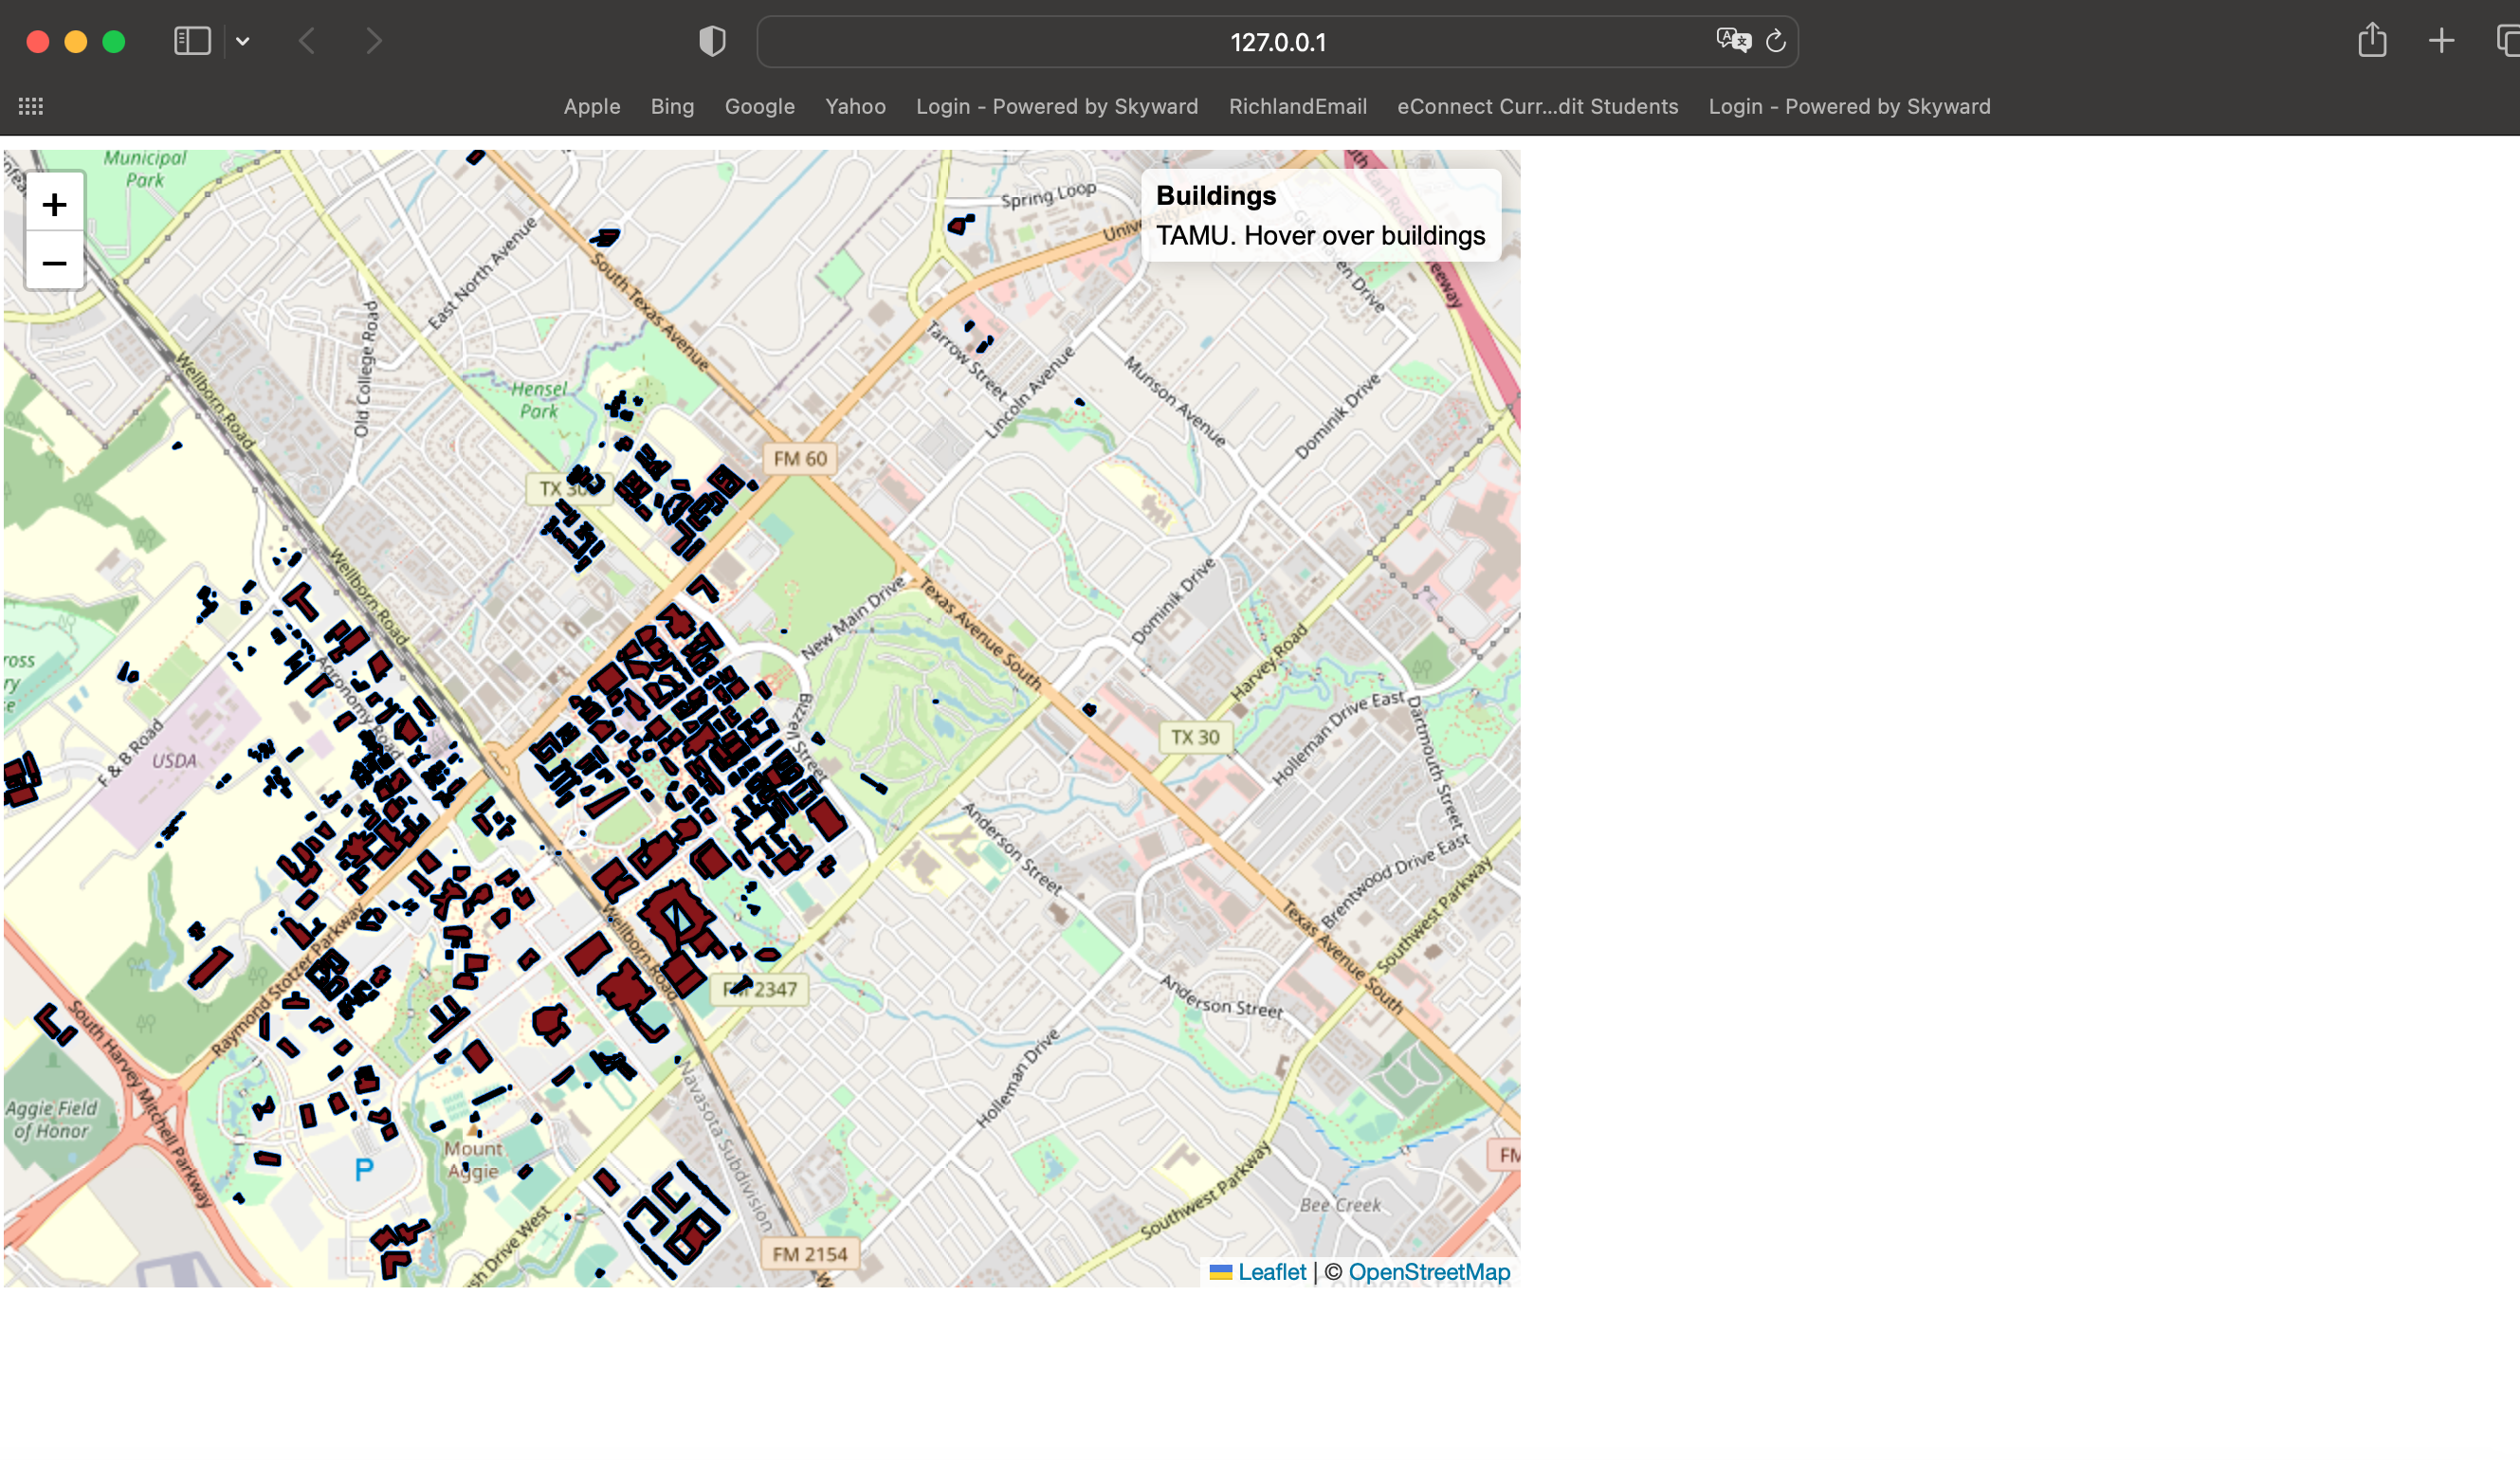 127.0.0.1
Apple Bing Google Yahoo Login - Powered by Skyward RichlandEmail eConnect Curr...dit Students Login - Powered by Skyward
+
−
Buildings
TAMU. Hover over buildings
Municipal
Park
Spring Loop
East North Avenue
South Texas Avenue
Old College Road
Wellborn Road
Hensel
Park
Tarrow Street
Lincoln Avenue
Munson Avenue
Dominik Drive
FM 60
Wellborn Road
New Main Drive
Texas Avenue South
Dominik Drive
Harvey Road
Agronomy Road
Bizzell Street
F & B Road
USDA
TX 30
Holleman Drive East
Dartmouth Street
Anderson Street
Brentwood Drive East
Southwest Parkway
Texas Avenue South
Wellborn Road
Raymond Stotzer Parkway
FM 2347
Anderson Street
South Harvey Mitchell Parkway
Aggie Field
of Honor
Holleman Drive
Navasota Subdivision
Mount
Aggie
P
Southwest Parkway
Bee Creek
FM 2154
Leaflet | © OpenStreetMap